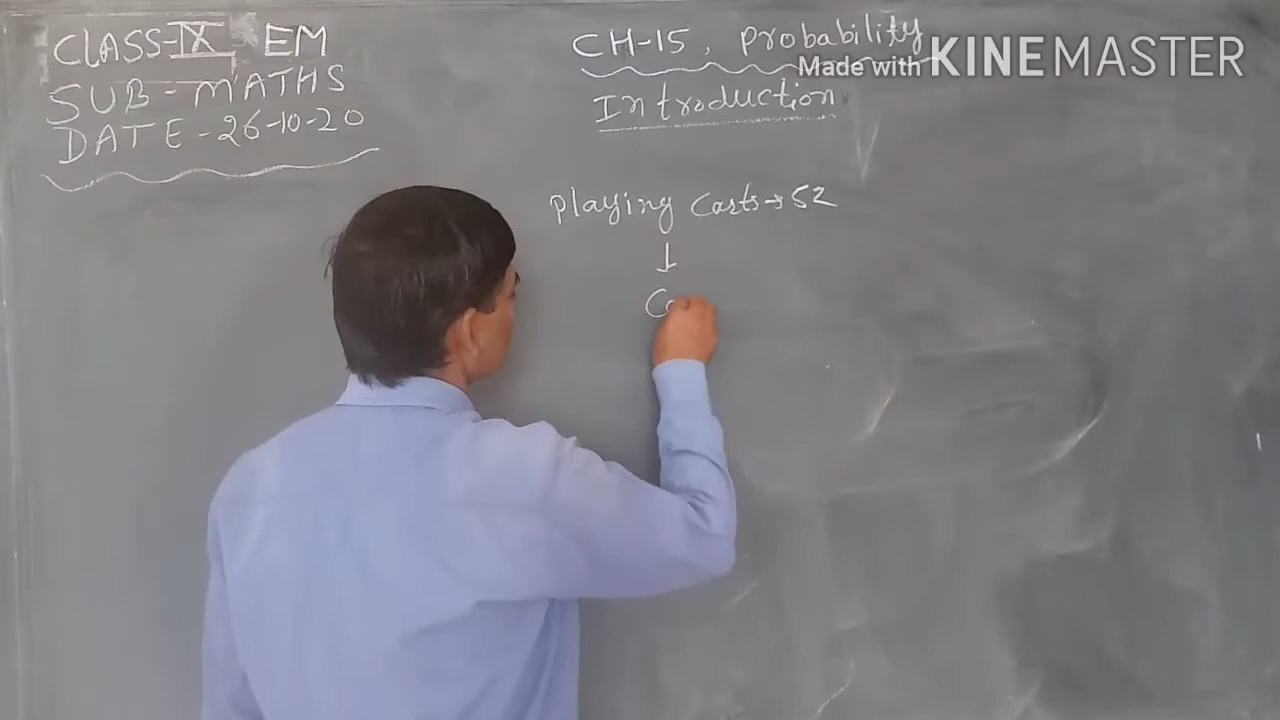 CLASS-IX EM
SUB-MATHS
DATE-26-10-20
CH-15, Probability
Made with KINEMASTER
Introduction
Playing Carts→52
↓